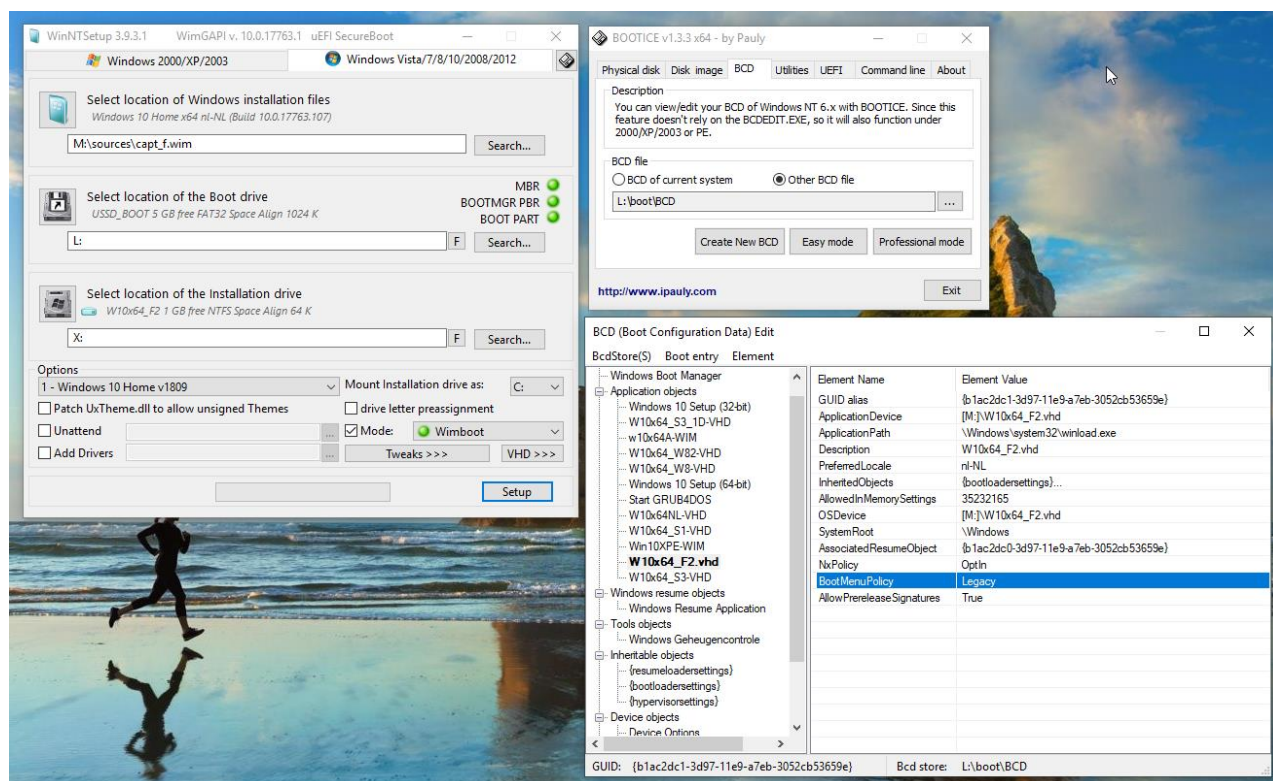 WinNTSetup 3.9.3.1 WimGAPI v. 10.0.17763.1 uEFI SecureBoot
Windows 2000/XP/2003
Windows Vista/7/8/10/2008/2012
Select location of Windows installation files
Windows 10 Home x64 nl-NL (Build 10.0.17763.107)
M:\sources\capt_f.wim
Search...
MBR
Select location of the Boot drive
BOOTMGR PBR
USSD_BOOT 5 GB free FAT32 Space Align 1024 K
BOOT PART
L:
F
Search...
Select location of the Installation drive
W10x64_F2 1 GB free NTFS Space Align 64 K
X:
F
Search...
Options
1 - Windows 10 Home v1809
Mount Installation drive as:
C:
Patch UxTheme.dll to allow unsigned Themes
drive letter preassignment
Unattend
...
Mode:
Wimboot
Add Drivers
...
Tweaks >>>
VHD >>>
Setup
BOOTICE v1.3.3 x64 - by Pauly
Physical disk Disk image BCD Utilities UEFI Command line About
Description
You can view/edit your BCD of Windows NT 6.x with BOOTICE. Since this
feature doesn't rely on the BCDEDIT.EXE, so it will also function under
2000/XP/2003 or PE.
BCD file
BCD of current system
Other BCD file
L:\boot\BCD
...
Create New BCD
Easy mode
Professional mode
http://www.ipauly.com
Exit
BCD (Boot Configuration Data) Edit
BcdStore(S) Boot entry Element
Windows Boot Manager
Application objects
Windows 10 Setup (32-bit)
W10x64_S3_1D-VHD
w10x64A-WIM
W10x64_W82-VHD
W10x64_W8-VHD
Windows 10 Setup (64-bit)
Start GRUB4DOS
W10x64NL-VHD
W10x64_S1-VHD
Win10XPE-WIM
W10x64_F2.vhd
W10x64_S3-VHD
Windows resume objects
Windows Resume Application
Tools objects
Windows Geheugencontrole
Inheritable objects
{resumeloadersettings}
{bootloadersettings}
{hypervisorsettings}
Device objects
Device Options
Element Name Element Value
GUID alias {b1ac2dc1-3d97-11e9-a7eb-3052cb53659e}
ApplicationDevice [M:]\W10x64_F2.vhd
ApplicationPath \Windows\system32\winload.exe
Description W10x64_F2.vhd
PreferredLocale nl-NL
InheritedObjects {bootloadersettings}...
AllowedInMemorySettings 35232165
OSDevice [M:]\W10x64_F2.vhd
SystemRoot \Windows
AssociatedResumeObject {b1ac2dc0-3d97-11e9-a7eb-3052cb53659e}
NxPolicy OptIn
BootMenuPolicy Legacy
AllowPrereleaseSignatures True
GUID: {b1ac2dc1-3d97-11e9-a7eb-3052cb53659e} Bcd store: L:\boot\BCD